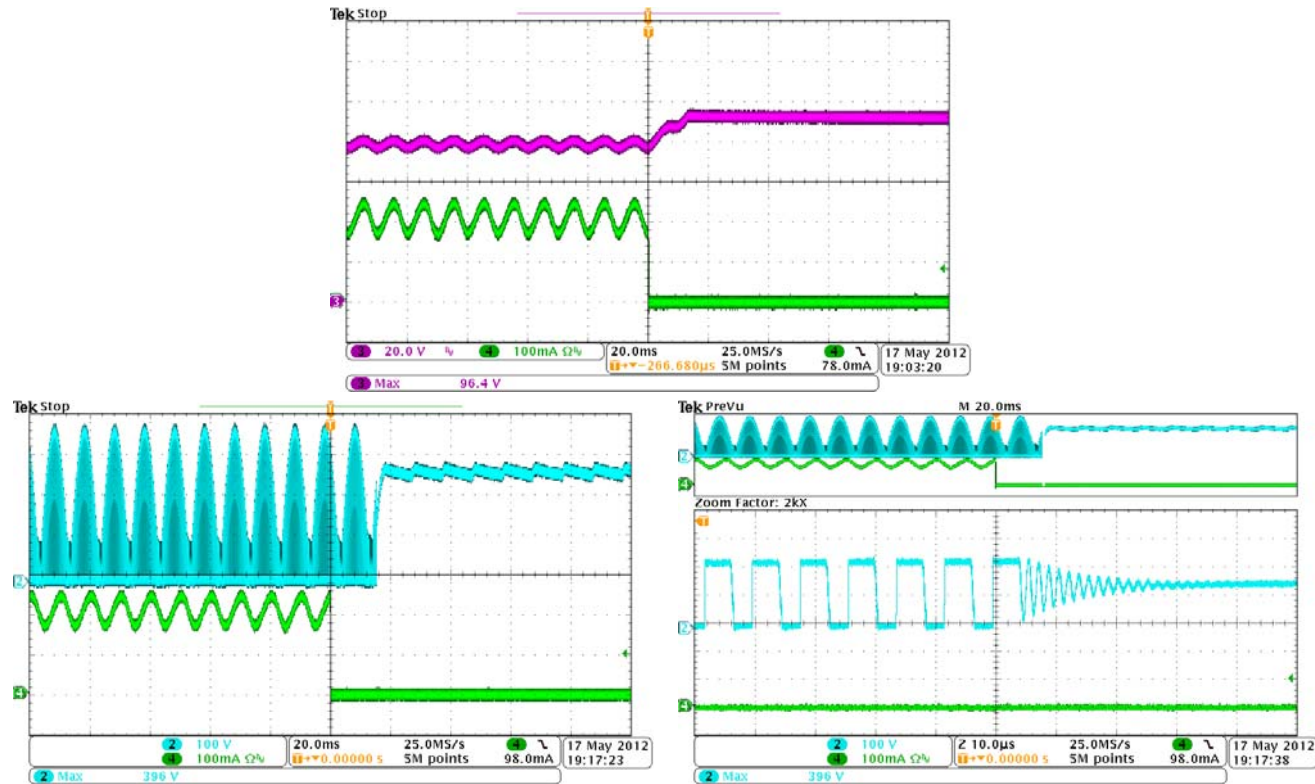 Tek Stop
T
T
3
3 20.0 V 4 100mA Ω 20.0ms 25.0MS/s 4 17 May 2012
T→▼−266.680μs 5M points 78.0mA 19:03:20
3 Max 96.4 V
Tek Stop
T
T
2
4
2 100 V 20.0ms 25.0MS/s 4 17 May 2012
4 100mA Ω T→▼0.00000 s 5M points 98.0mA 19:17:23
2 Max 396 V
Tek PreVu M 20.0ms
T
2
4
Zoom Factor: 2kX
T
2
4
2 100 V Z 10.0μs 25.0MS/s 4 17 May 2012
4 100mA Ω T→▼0.00000 s 5M points 98.0mA 19:17:38
2 Max 396 V